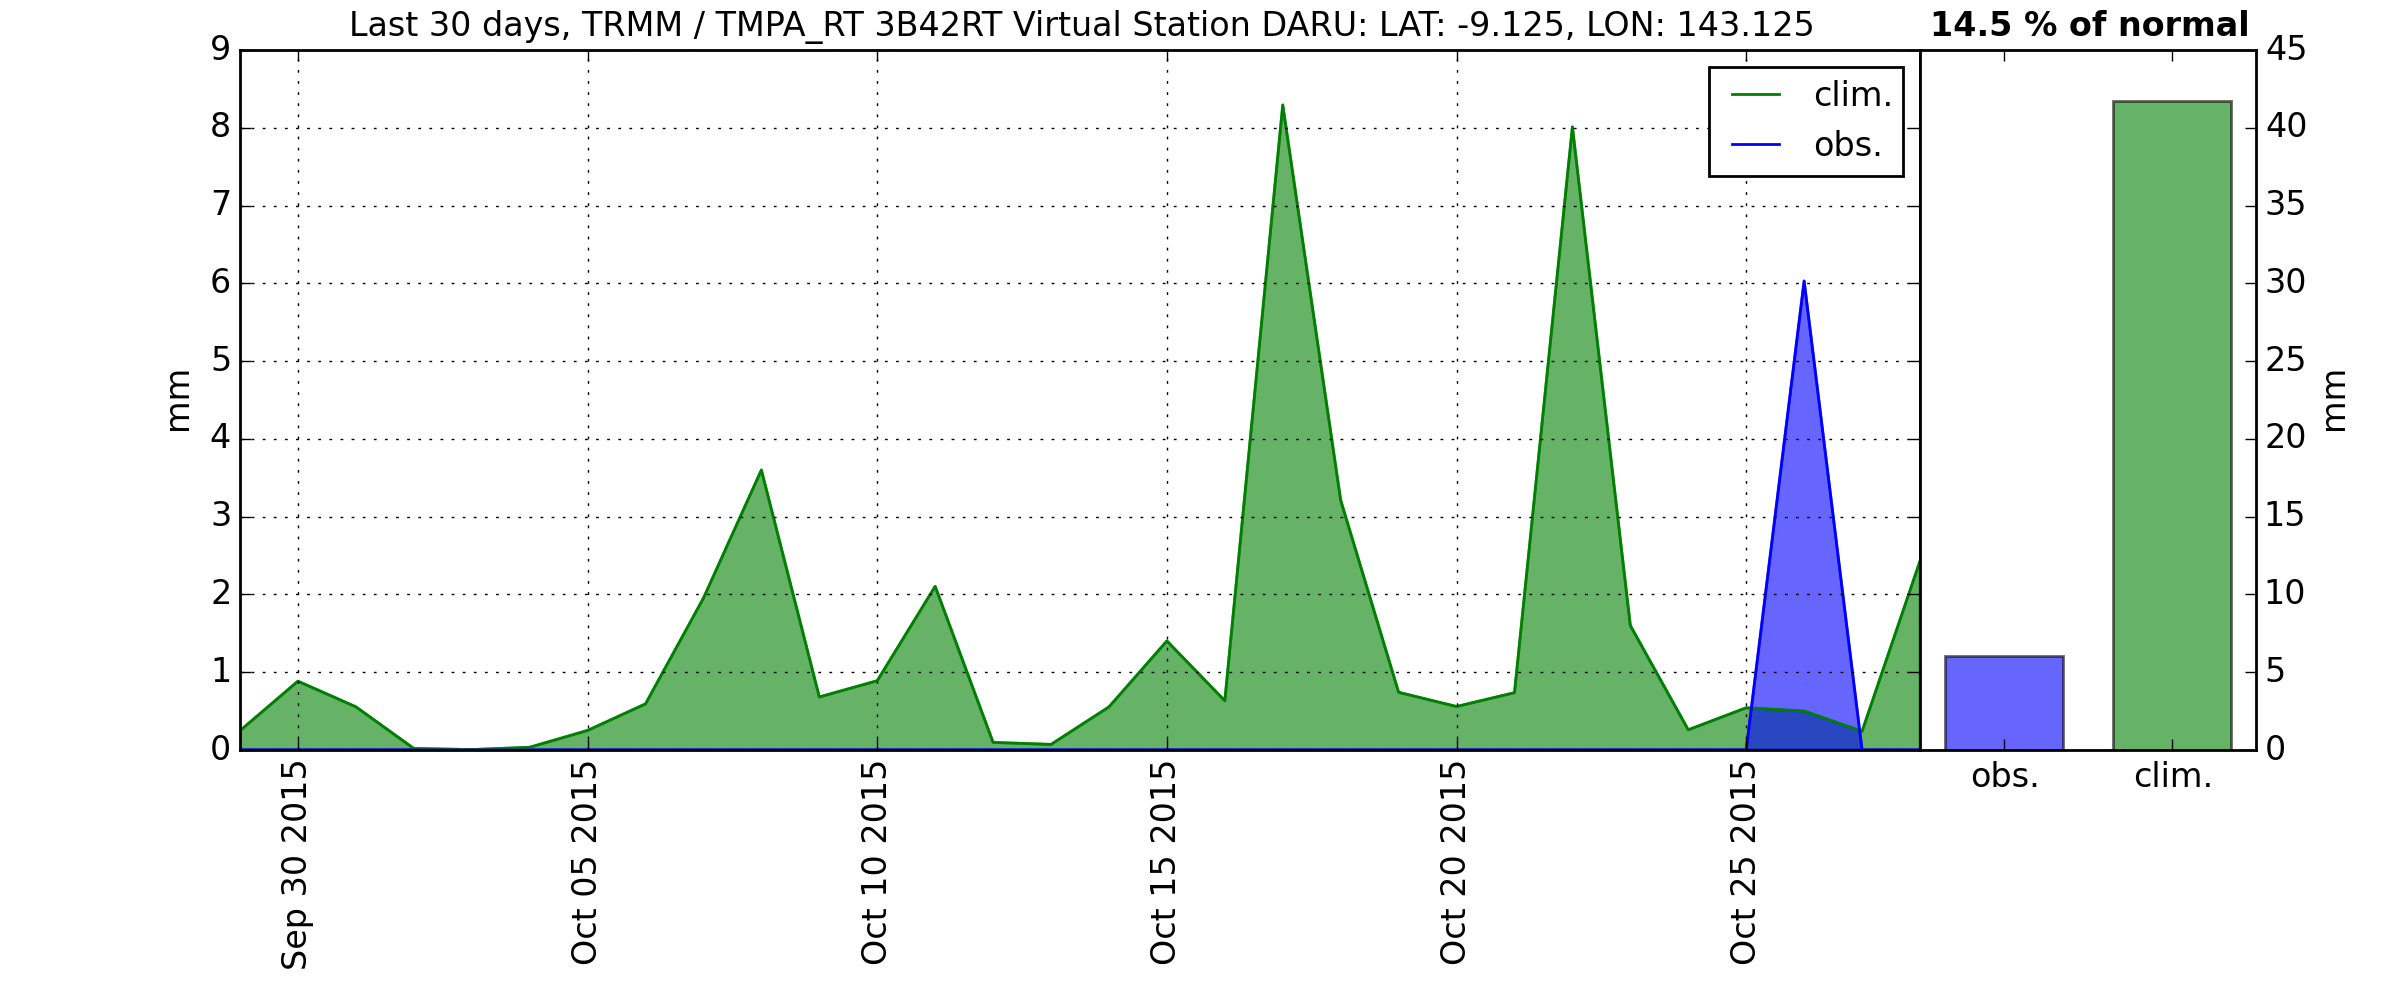 Last 30 days, TRMM / TMPA_RT 3B42RT Virtual Station DARU: LAT: -9.125, LON: 143.125
14.5 % of normal
9
8
7
6
5
4
3
2
1
0
mm
clim.
obs.
45
40
35
30
25
20
15
10
5
0
mm
obs.
clim.
Sep 30 2015
Oct 05 2015
Oct 10 2015
Oct 15 2015
Oct 20 2015
Oct 25 2015